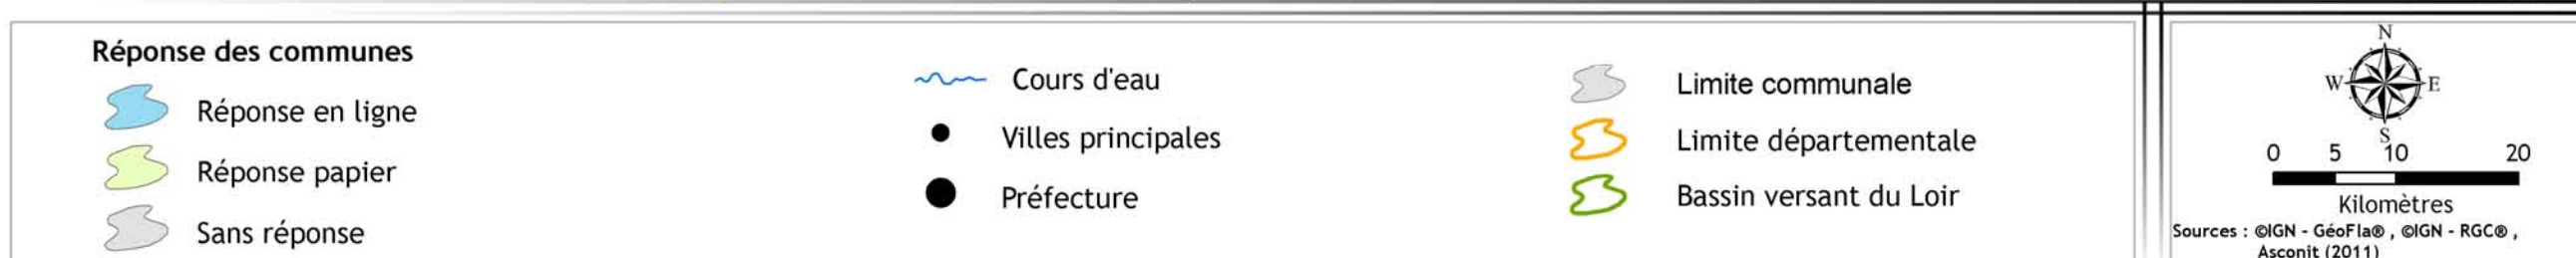 Réponse des communes
Réponse en ligne
Réponse papier
Sans réponse
Cours d'eau
Villes principales
Préfecture
Limite communale
Limite départementale
Bassin versant du Loir
N
W E
S
0 5 10 20
Kilomètres
Sources : ©IGN - GéoFla® , ©IGN - RGC® ,
Asconit (2011)